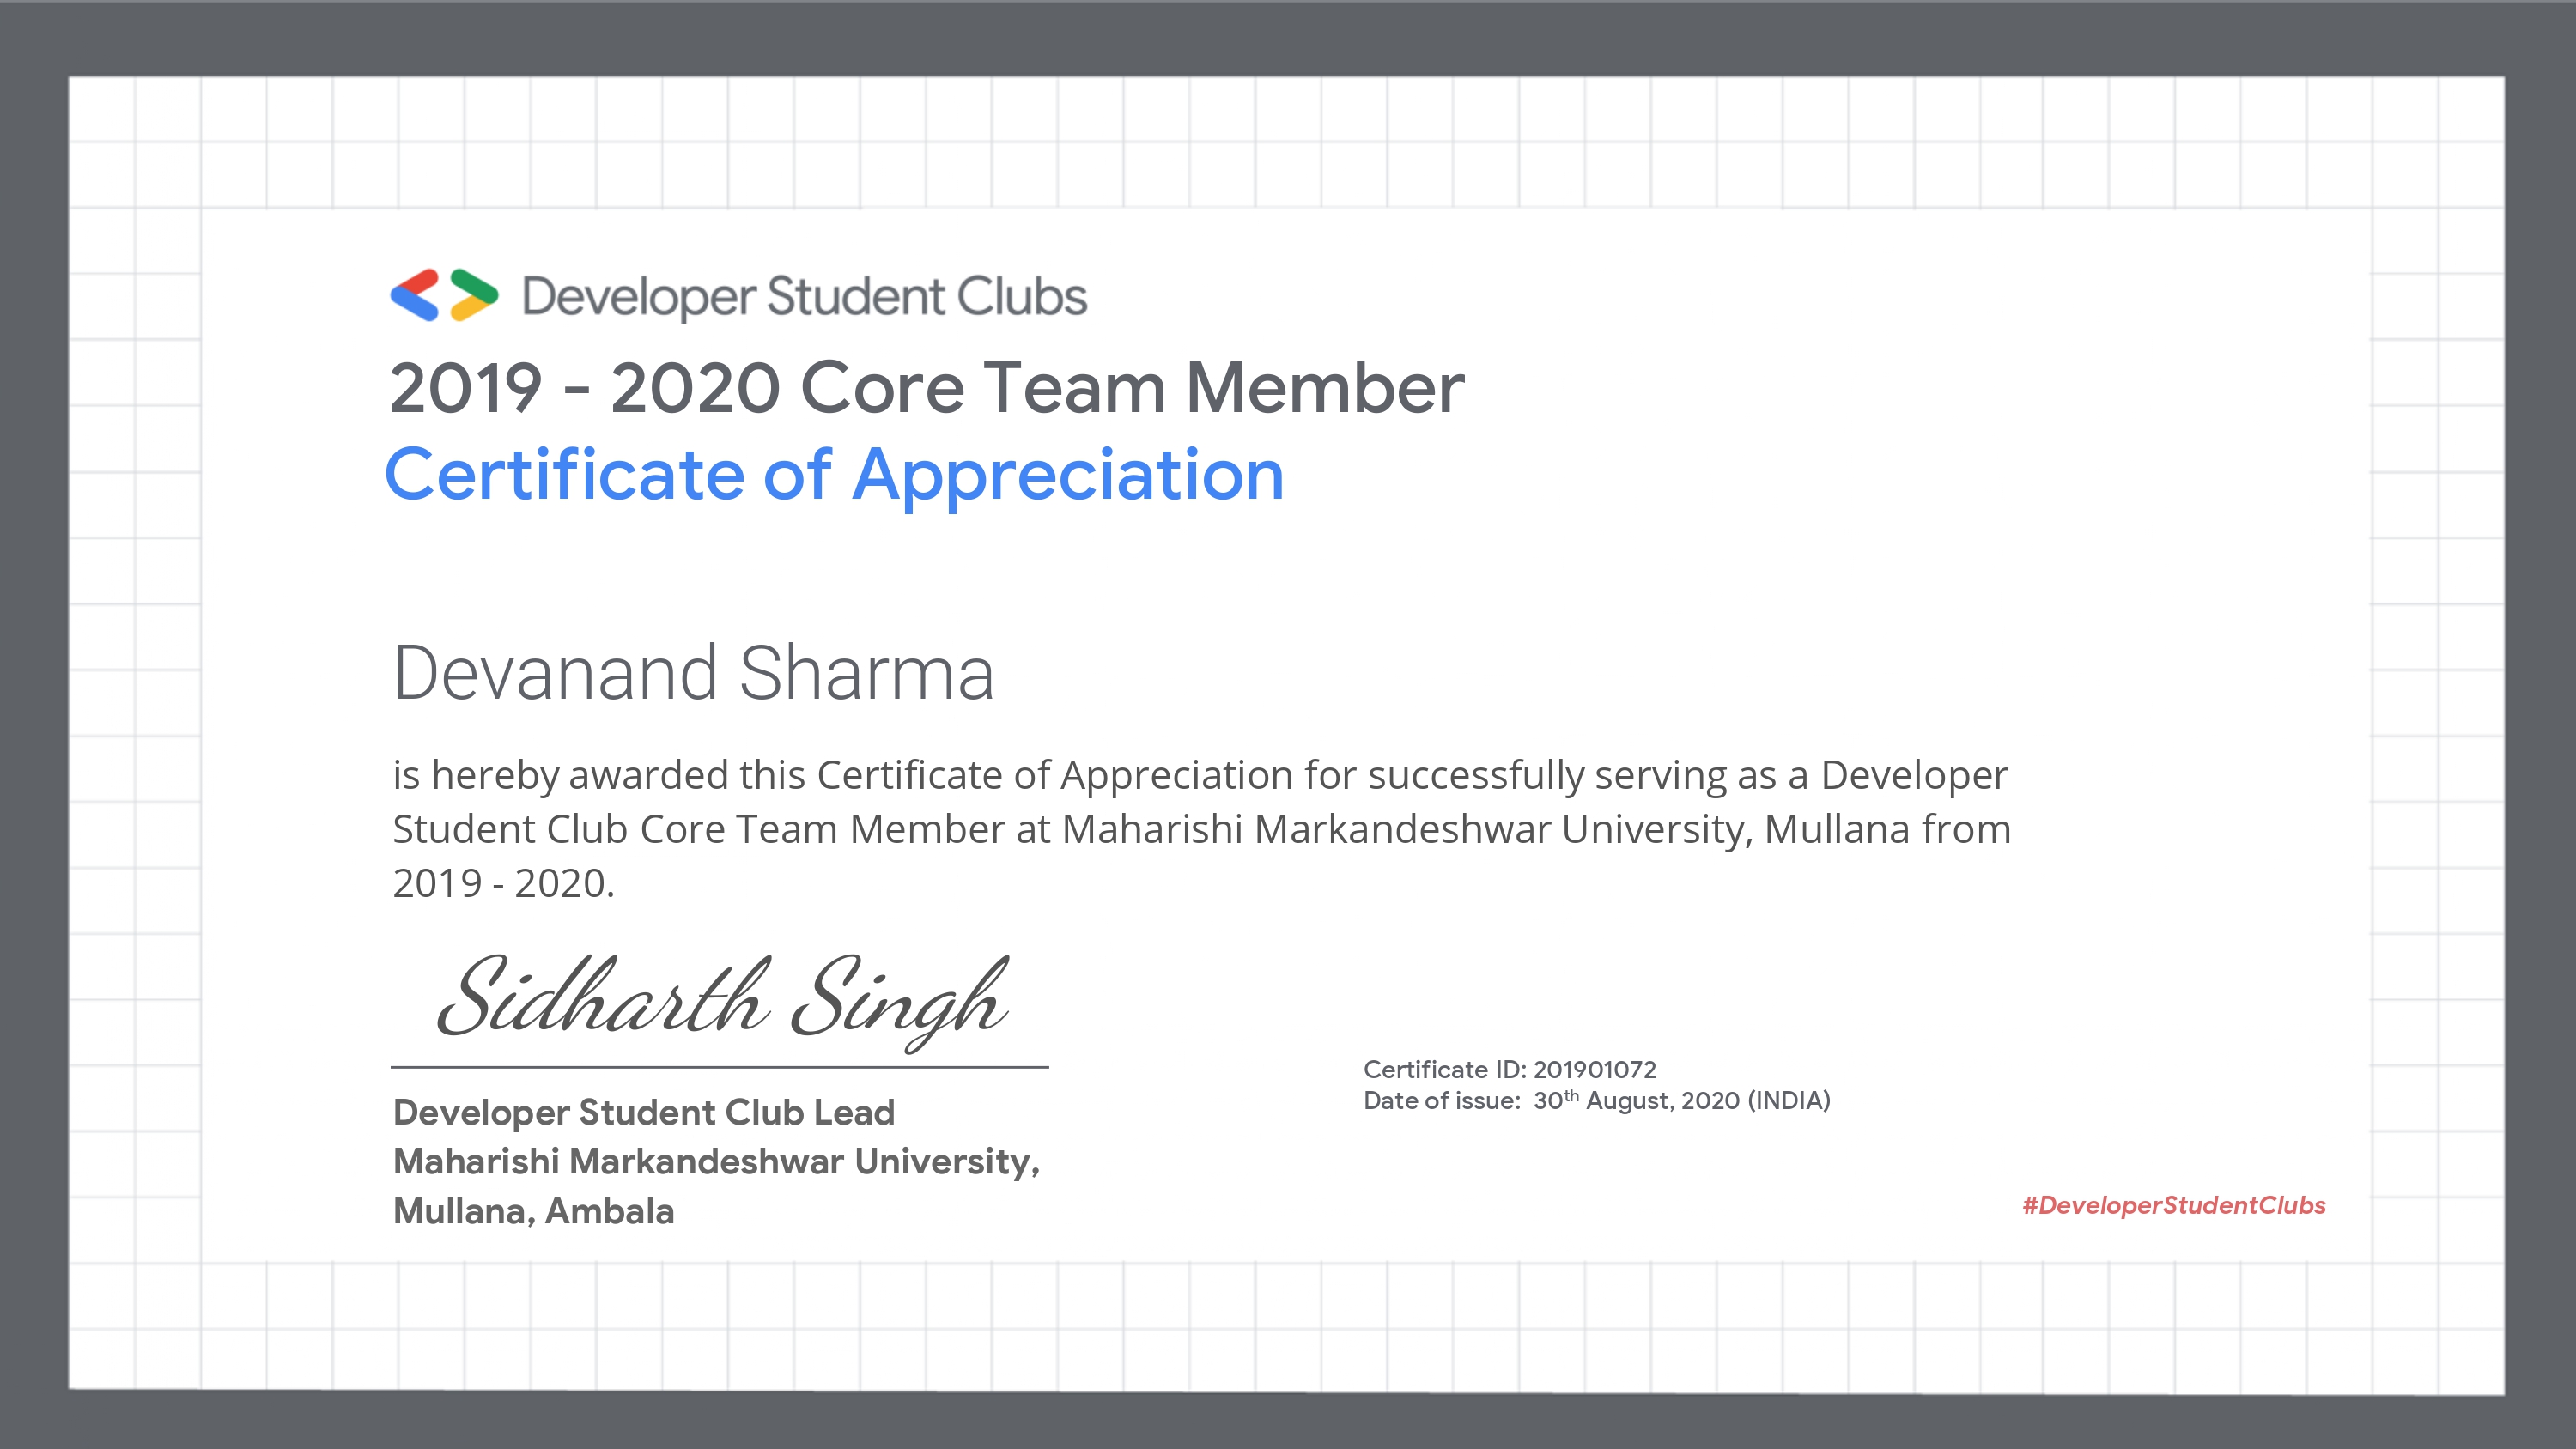 Developer Student Clubs
2019 - 2020 Core Team Member
Certificate of Appreciation
Devanand Sharma
is hereby awarded this Certificate of Appreciation for successfully serving as a Developer
Student Club Core Team Member at Maharishi Markandeshwar University, Mullana from
2019 - 2020.
Sidharth Singh
Developer Student Club Lead
Maharishi Markandeshwar University,
Mullana, Ambala
Certificate ID: 201901072
Date of issue: 30th August, 2020 (INDIA)
#DeveloperStudentClubs